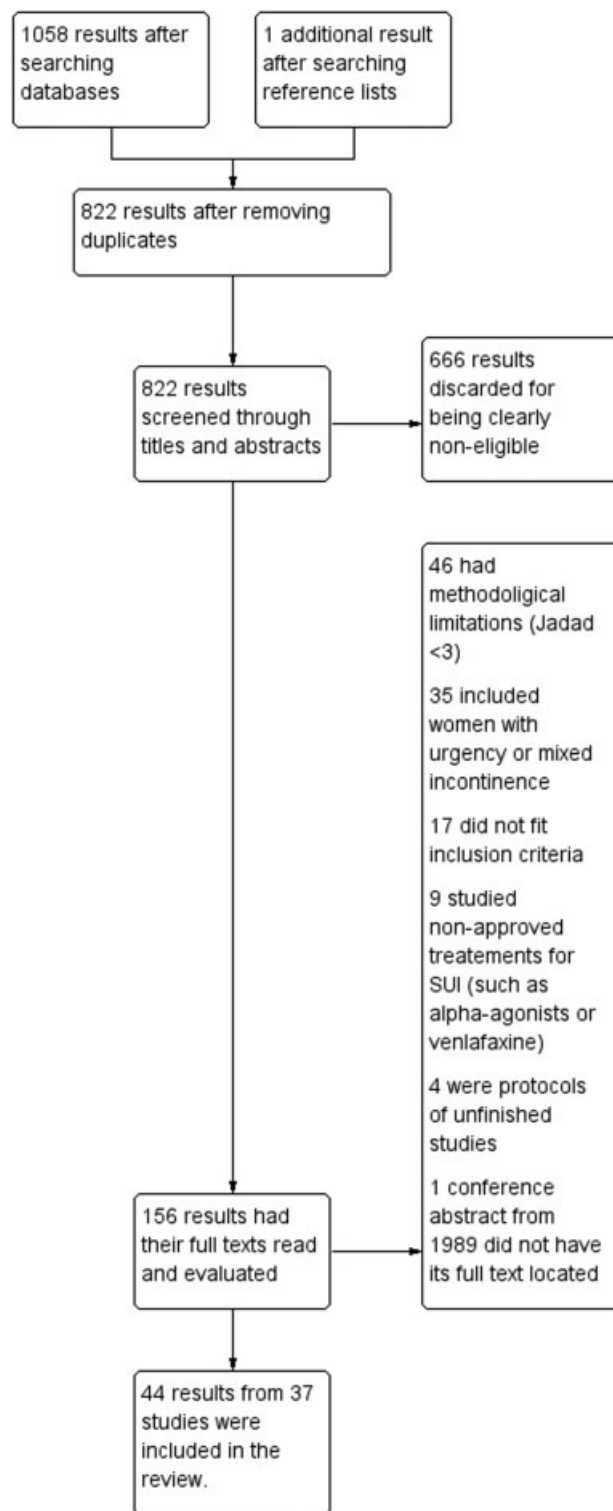 1058 results after
searching
databases
1 additional result
after searching
reference lists
822 results after removing
duplicates
822 results
screened through
titles and abstracts
666 results
discarded for
being clearly
non-eligible
46 had
methodoligical
limitations (Jadad
<3)
35 included
women with
urgency or mixed
incontinence
17 did not fit
inclusion criteria
9 studied
non-approved
treatements for
SUI (such as
alpha-agonists or
venlafaxine)
4 were protocols
of unfinished
studies
1 conference
abstract from
1989 did not have
its full text located
156 results had
their full texts read
and evaluated
44 results from 37
studies were
included in the
review.